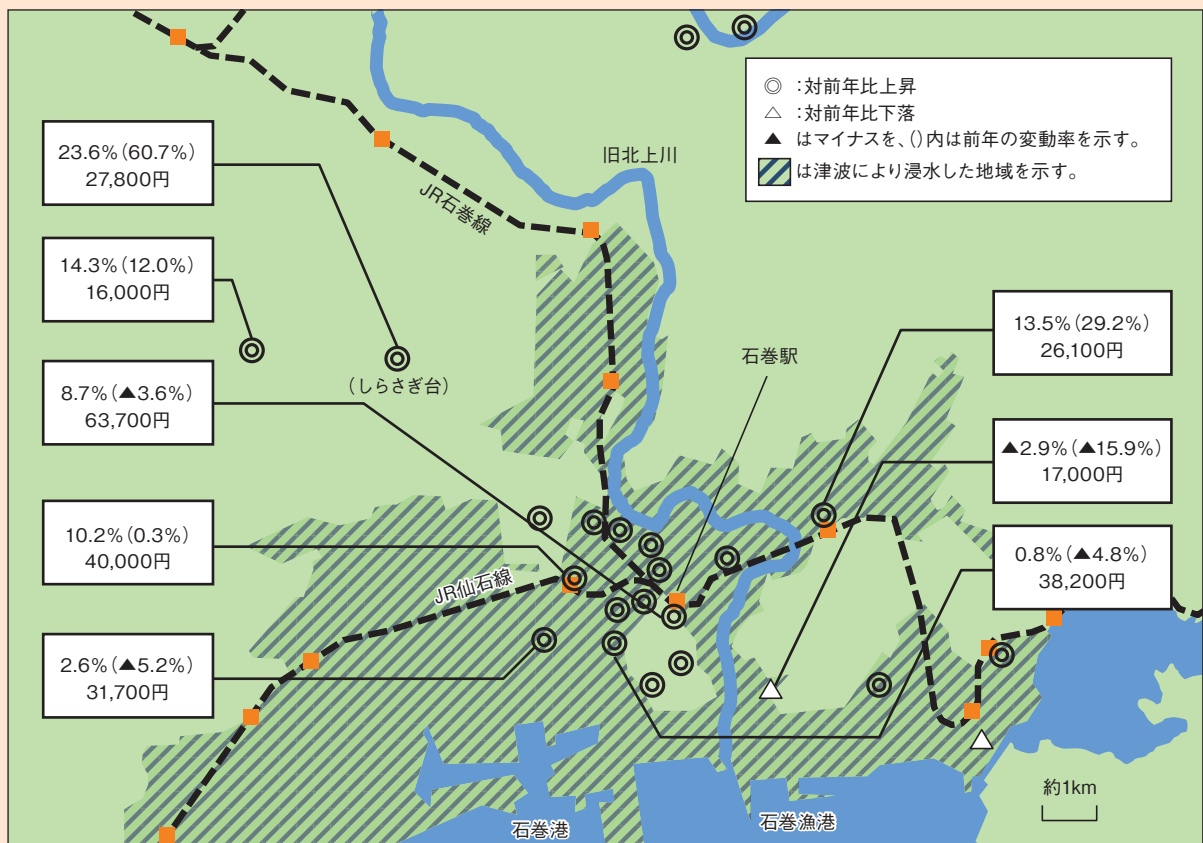 ◎ ：対前年比上昇
△ ：対前年比下落
▲ はマイナスを、()内は前年の変動率を示す。
は津波により浸水した地域を示す。
23.6%(60.7%)
27,800円
旧北上川
JR石巻線
14.3%(12.0%)
16,000円
(しらさぎ台)
13.5%(29.2%)
26,100円
石巻駅
8.7%(▲3.6%)
63,700円
▲2.9%(▲15.9%)
17,000円
10.2%(0.3%)
40,000円
0.8%(▲4.8%)
38,200円
JR仙石線
2.6%(▲5.2%)
31,700円
約1km
石巻港
石巻漁港